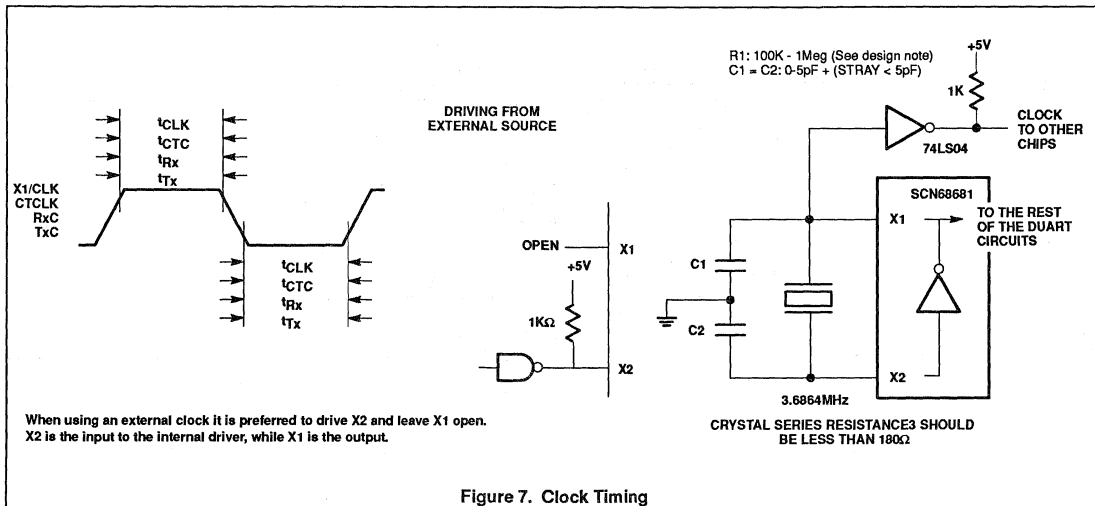 R1: 100K - 1Meg (See design note)
C1 = C2: 0-5pF + (STRAY < 5pF)
+5V
1K
CLOCK
TO OTHER
CHIPS
74LS04
DRIVING FROM
EXTERNAL SOURCE
tCLK
tCTC
tRx
tTx
X1/CLK
CTCLK
RxC
TxC
tCLK
tCTC
tRx
tTx
OPEN
X1
+5V
1KΩ
X2
C1
C2
3.6864MHz
SCN68681
X1
TO THE REST
OF THE DUART
CIRCUITS
X2
When using an external clock it is preferred to drive X2 and leave X1 open.
X2 is the input to the internal driver, while X1 is the output.
CRYSTAL SERIES RESISTANCE3 SHOULD
BE LESS THAN 180Ω
Figure 7. Clock Timing